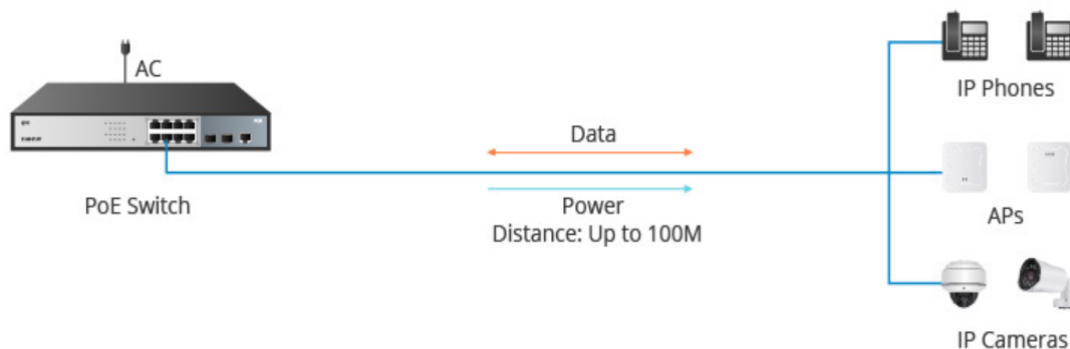 AC
PoE Switch
Data
Power
Distance: Up to 100M
IP Phones
APs
IP Cameras